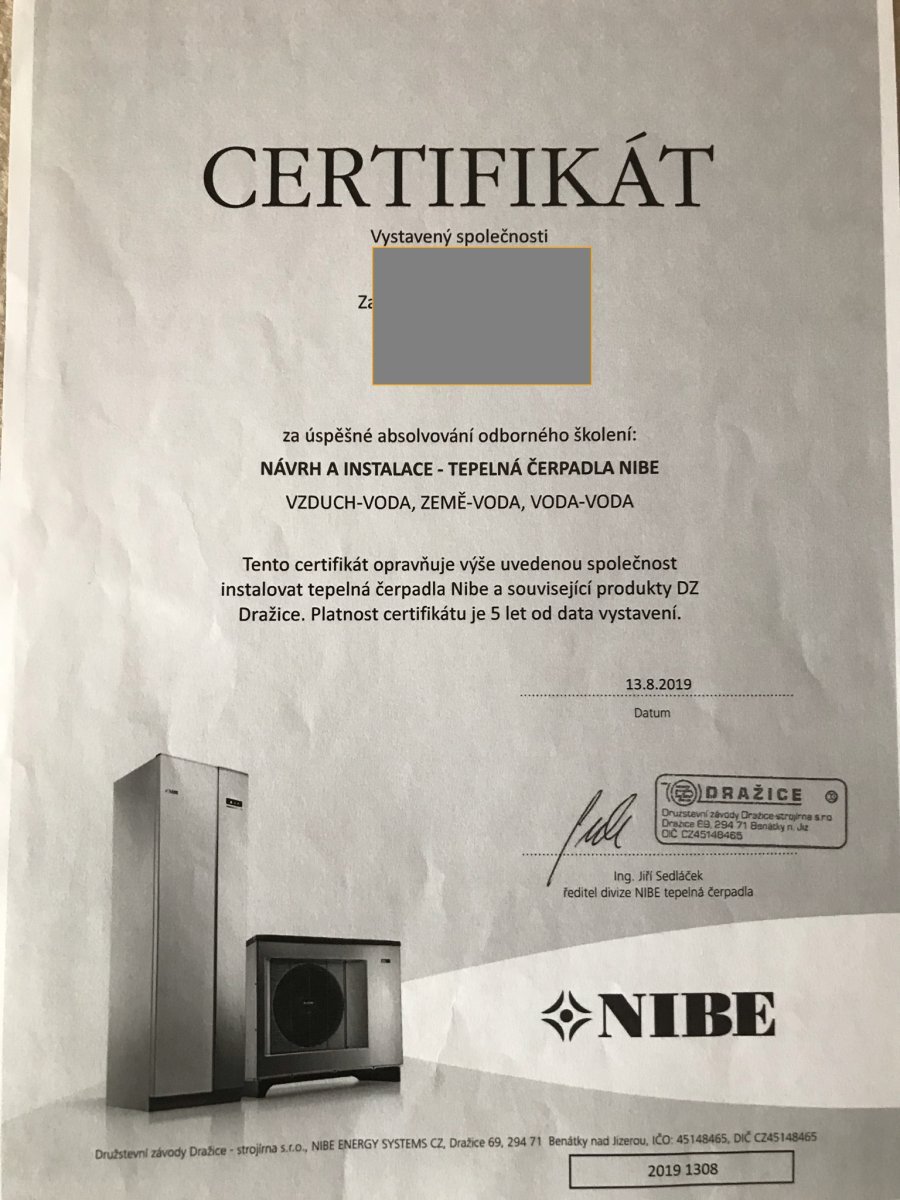 CERTIFIKÁT
Vystavený společnosti
za úspěšné absolvování odborného školení:
NÁVRH A INSTALACE - TEPELNÁ ČERPADLA NIBE
VZDUCH-VODA, ZEMĚ-VODA, VODA-VODA
Tento certifikát opravňuje výše uvedenou společnost
instalovat tepelná čerpadla Nibe a související produkty DZ
Dražice. Platnost certifikátu je 5 let od data vystavení.
13.8.2019
Datum
DRAŽICE
Družstevní závody Dražice-strojírna s.r.o
Dražice 69, 294 71 Benátky n. Jiz
DIČ CZ45148465
Ing. Jiří Sedláček
ředitel divize NIBE tepelná čerpadla
NIBE
Družstevní závody Dražice - strojírna s.r.o., NIBE ENERGY SYSTEMS CZ, Dražice 69, 294 71 Benátky nad Jizerou, IČO: 45148465, DIČ CZ45148465
2019 1308